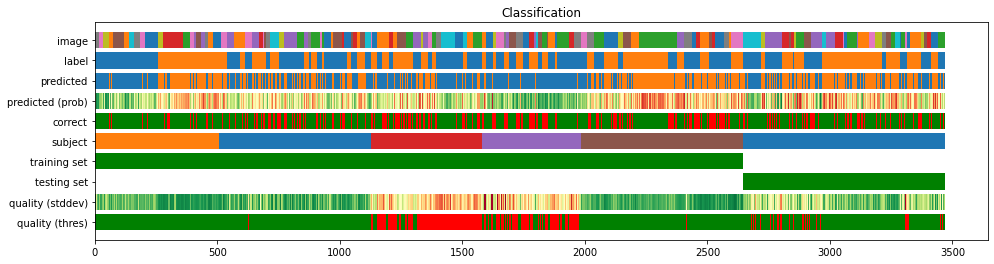 Classification
image
label
predicted
predicted (prob)
correct
subject
training set
testing set
quality (stddev)
quality (thres)
0 500 1000 1500 2000 2500 3000 3500